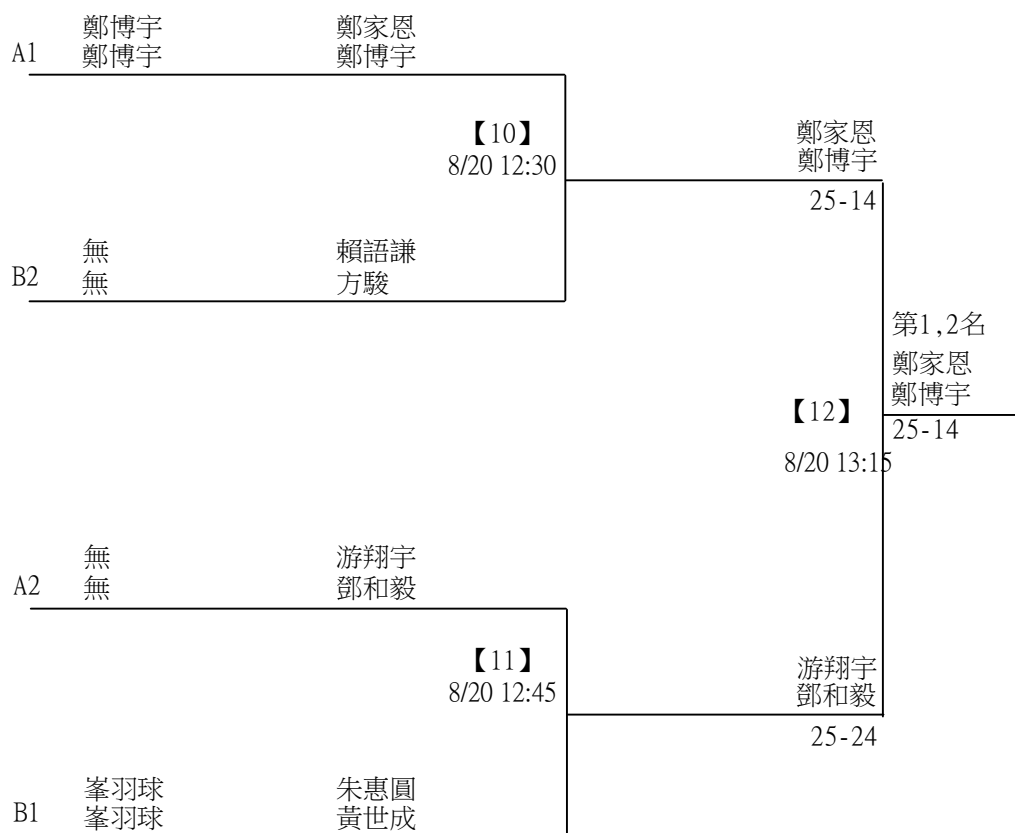 鄭博宇 鄭家恩
A1 鄭博宇 鄭博宇
【10】
8/20 12:30
鄭家恩
鄭博宇
25-14
無 賴語謙
B2 無 方駿
第1,2名
鄭家恩
鄭博宇
【12】
25-14
8/20 13:15
無 游翔宇
A2 無 鄧和毅
【11】
8/20 12:45
游翔宇
鄧和毅
25-24
峯羽球 朱惠圓
B1 峯羽球 黃世成